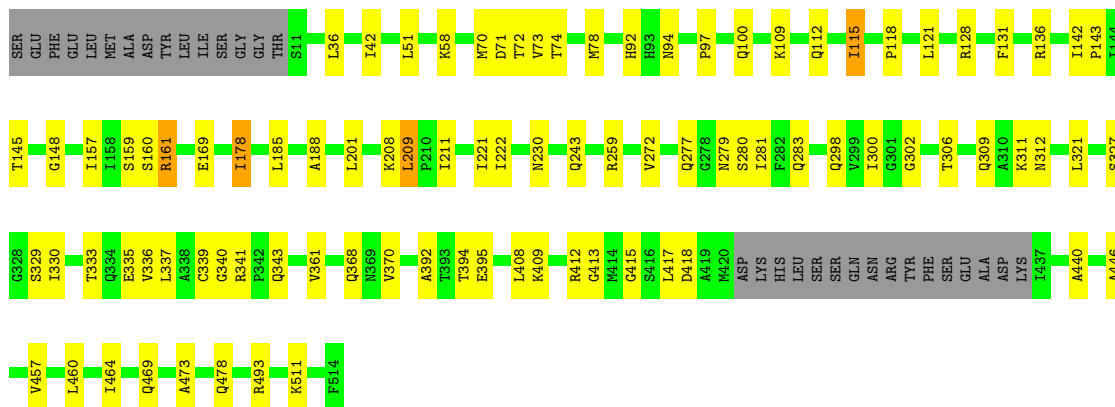 SER GLU PHE GLU GLU LEU MET ALA ASP TYR LEU ILE SER GLY GLY THR S11 L36 I42 L51 K58 M70 D71 T72 V73 T74 M78 H92 H93 N94 P97 Q100 K109 Q112 I115 P118 L121 R128 F131 R136 I142 P143 I144
T145 G148 I157 I158 S159 S160 R161 E169 I178 L185 A188 L201 K208 L209 P210 I211 I221 I222 N230 Q243 R259 V272 Q277 G278 N279 S280 I281 F282 Q283 Q298 V299 I300 G301 G302 T306 Q309 A310 K311 N312 L321 S327
G328 S329 I330 T333 Q334 E335 V336 L337 A338 C339 G340 R341 P342 Q343 V361 Q368 N369 V370 A392 T393 T394 E395 L408 K409 R412 G413 M414 G415 S416 L417 D418 A419 M420 ASP LYS HIS LEU SER SER GLN ASN ARG TYR PHE SER GLU ALA ASP LYS I437 A440 A446
V457 L460 I464 Q469 A473 Q478 R493 K511 F514